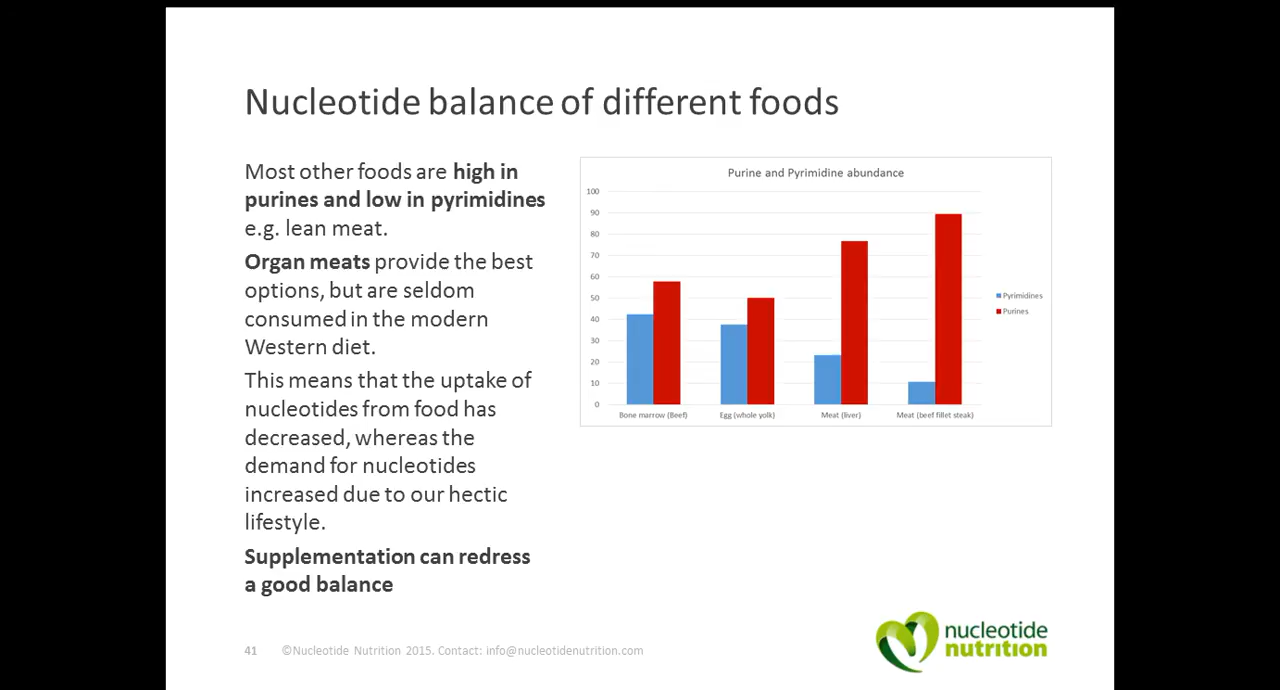 Nucleotide balance of different foods
Most other foods are high in
purines and low in pyrimidines
e.g. lean meat.
Organ meats provide the best
options, but are seldom
consumed in the modern
Western diet.
This means that the uptake of
nucleotides from food has
decreased, whereas the
demand for nucleotides
increased due to our hectic
lifestyle.
Supplementation can redress
a good balance
Purine and Pyrimidine abundance
100
90
80
70
60
50
40
30
20
10
0
Bone marrow (Beef) Egg (whole yolk) Meat (liver) Meat (beef fillet steak)
Pyrimidines
Purines
41 ©Nucleotide Nutrition 2015. Contact: info@nucleotidenutrition.com
nucleotide
nutrition